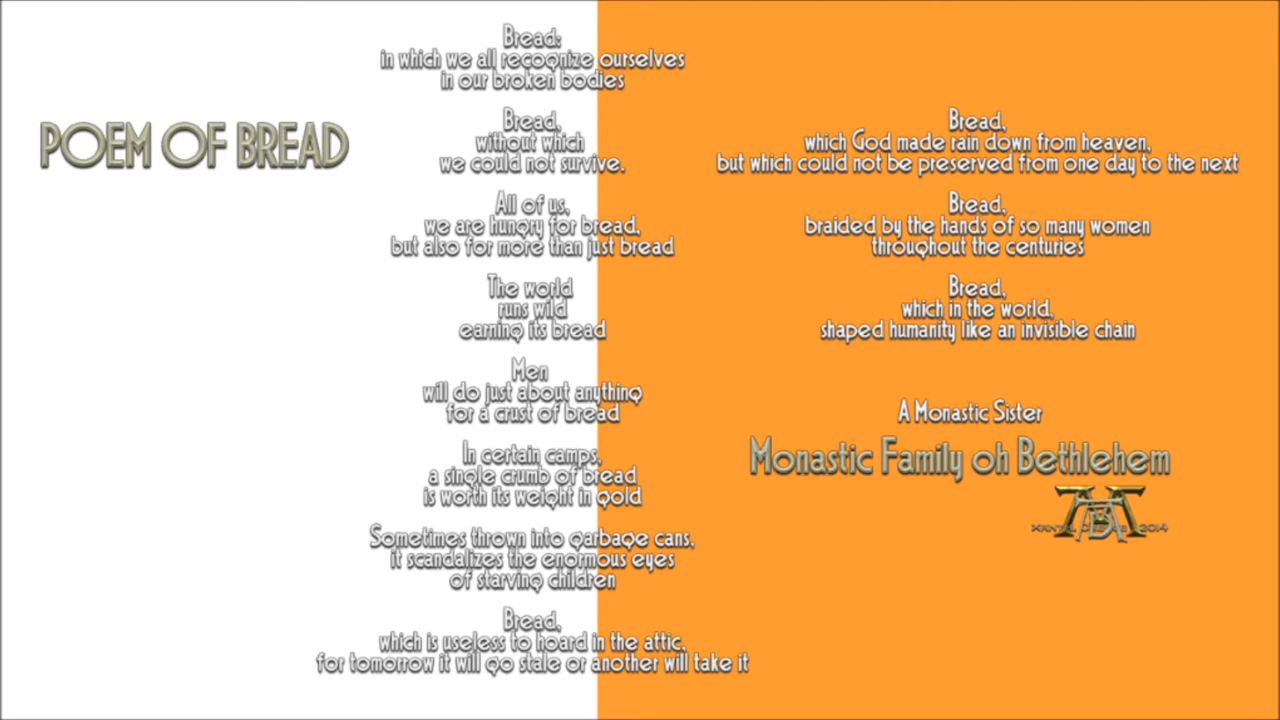 POEM OF BREAD
Bread:
in which we all recognize ourselves
in our broken bodies
Bread,
without which
we could not survive.
All of us,
we are hungry for bread,
but also for more than just bread
The world
runs wild
earning its bread
Men
will do just about anything
for a crust of bread
In certain camps,
a single crumb of bread
is worth its weight in gold
Sometimes thrown into garbage cans,
it scandalizes the enormous eyes
of starving children
Bread,
which is useless to hoard in the attic,
for tomorrow it will go stale or another will take it
Bread,
which God made rain down from heaven,
but which could not be preserved from one day to the next
Bread,
braided by the hands of so many women
throughout the centuries
Bread,
which in the world,
shaped humanity like an invisible chain
A Monastic Sister
Monastic Family oh Bethlehem
2014